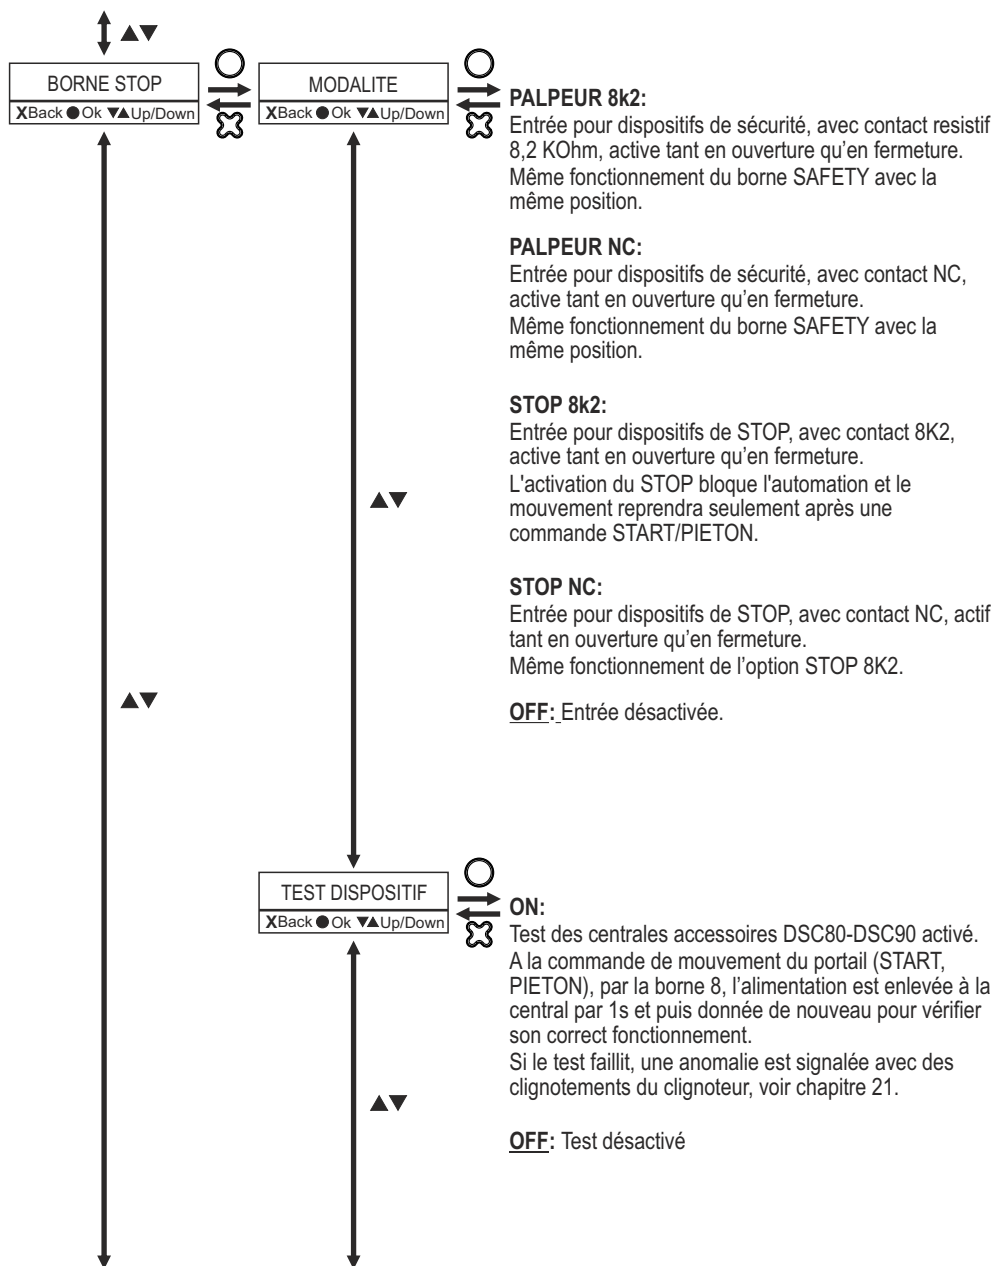 ▲▼
BORNE STOP
XBack ●Ok ▼▲Up/Down
MODALITE
XBack ●Ok ▼▲Up/Down
PALPEUR 8k2:
Entrée pour dispositifs de sécurité, avec contact resistif
8,2 KOhm, active tant en ouverture qu'en fermeture.
Même fonctionnement du borne SAFETY avec la
même position.
PALPEUR NC:
Entrée pour dispositifs de sécurité, avec contact NC,
active tant en ouverture qu’en fermeture.
Même fonctionnement du borne SAFETY avec la
même position.
STOP 8k2:
Entrée pour dispositifs de STOP, avec contact 8K2,
active tant en ouverture qu’en fermeture.
L'activation du STOP bloque l'automation et le
mouvement reprendra seulement après une
commande START/PIETON.
STOP NC:
Entrée pour dispositifs de STOP, avec contact NC, actif
tant en ouverture qu’en fermeture.
Même fonctionnement de l’option STOP 8K2.
OFF: Entrée désactivée.
▲▼
▲▼
TEST DISPOSITIF
XBack ●Ok ▼▲Up/Down
ON:
Test des centrales accessoires DSC80-DSC90 activé.
A la commande de mouvement du portail (START,
PIETON), par la borne 8, l’alimentation est enlevée à la
central par 1s et puis donnée de nouveau pour vérifier
son correct fonctionnement.
Si le test faillit, une anomalie est signalée avec des
clignotements du clignoteur, voir chapitre 21.
OFF: Test désactivé
▲▼